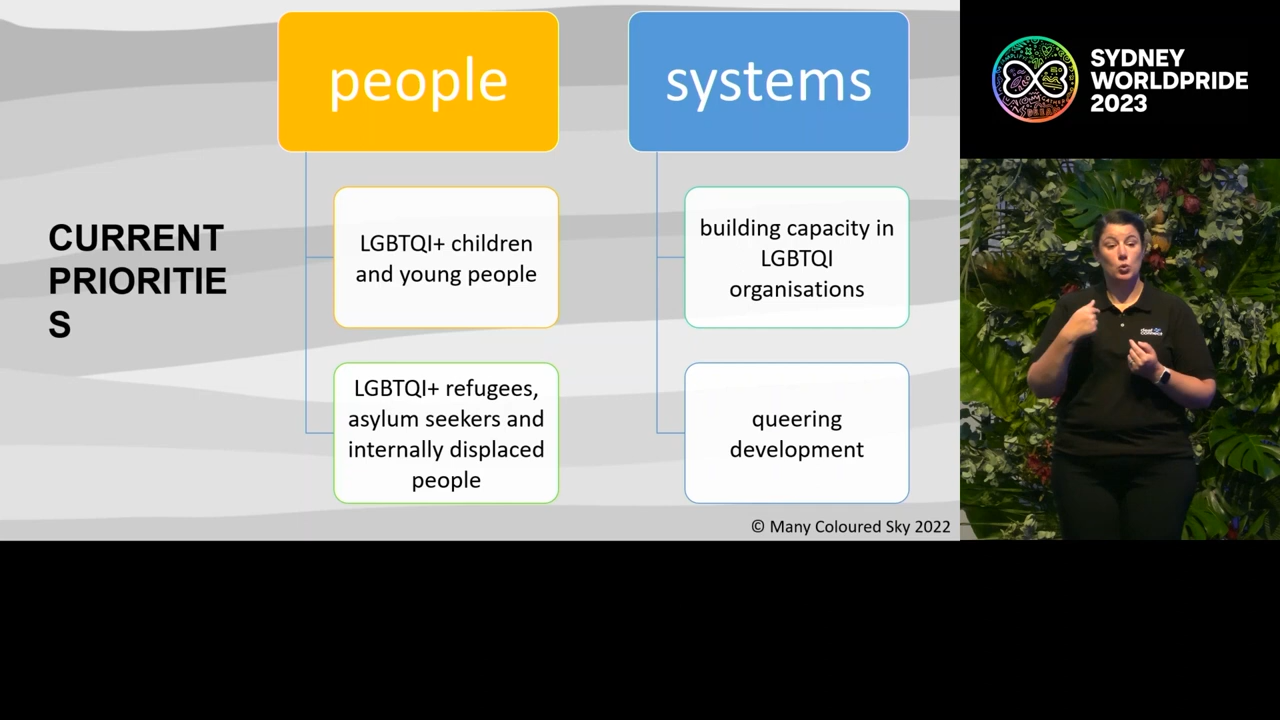 people
systems
SYDNEY
WORLDPRIDE
2023
CURRENT
PRIORITIE
S
LGBTQI+ children
and young people
building capacity in
LGBTQI
organisations
LGBTQI+ refugees,
asylum seekers and
internally displaced
people
queering
development
© Many Coloured Sky 2022